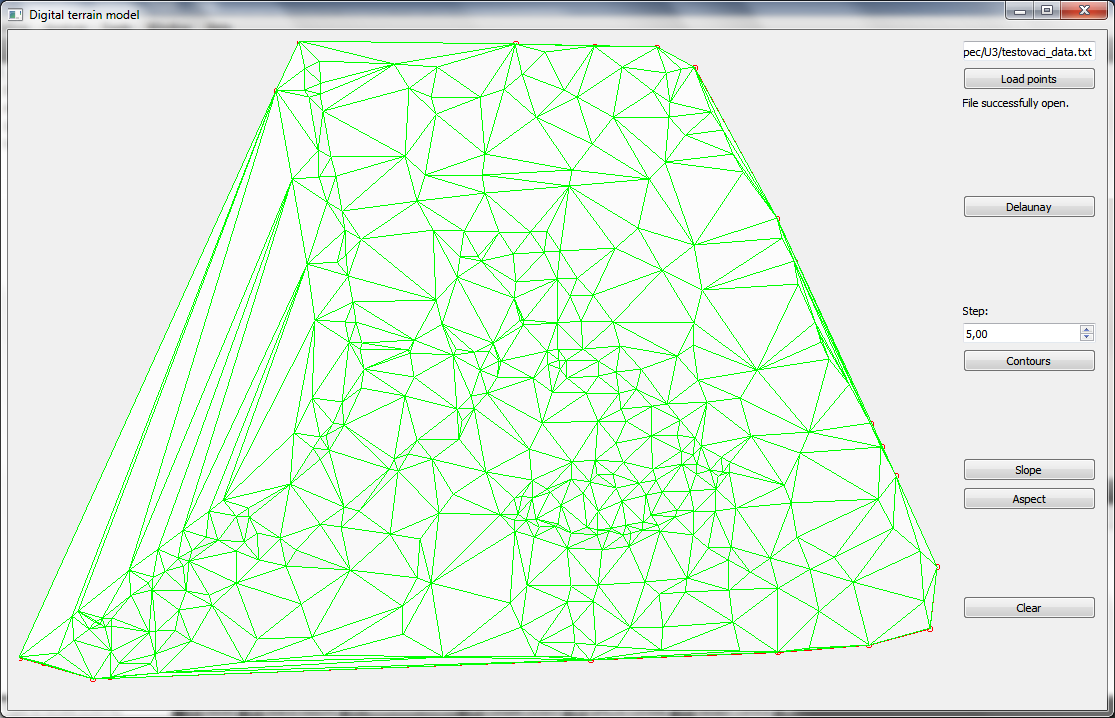 Digital terrain model
pec/U3/testovaci_data.txt
Load points
File successfully open.
Delaunay
Step:
5,00
Contours
Slope
Aspect
Clear